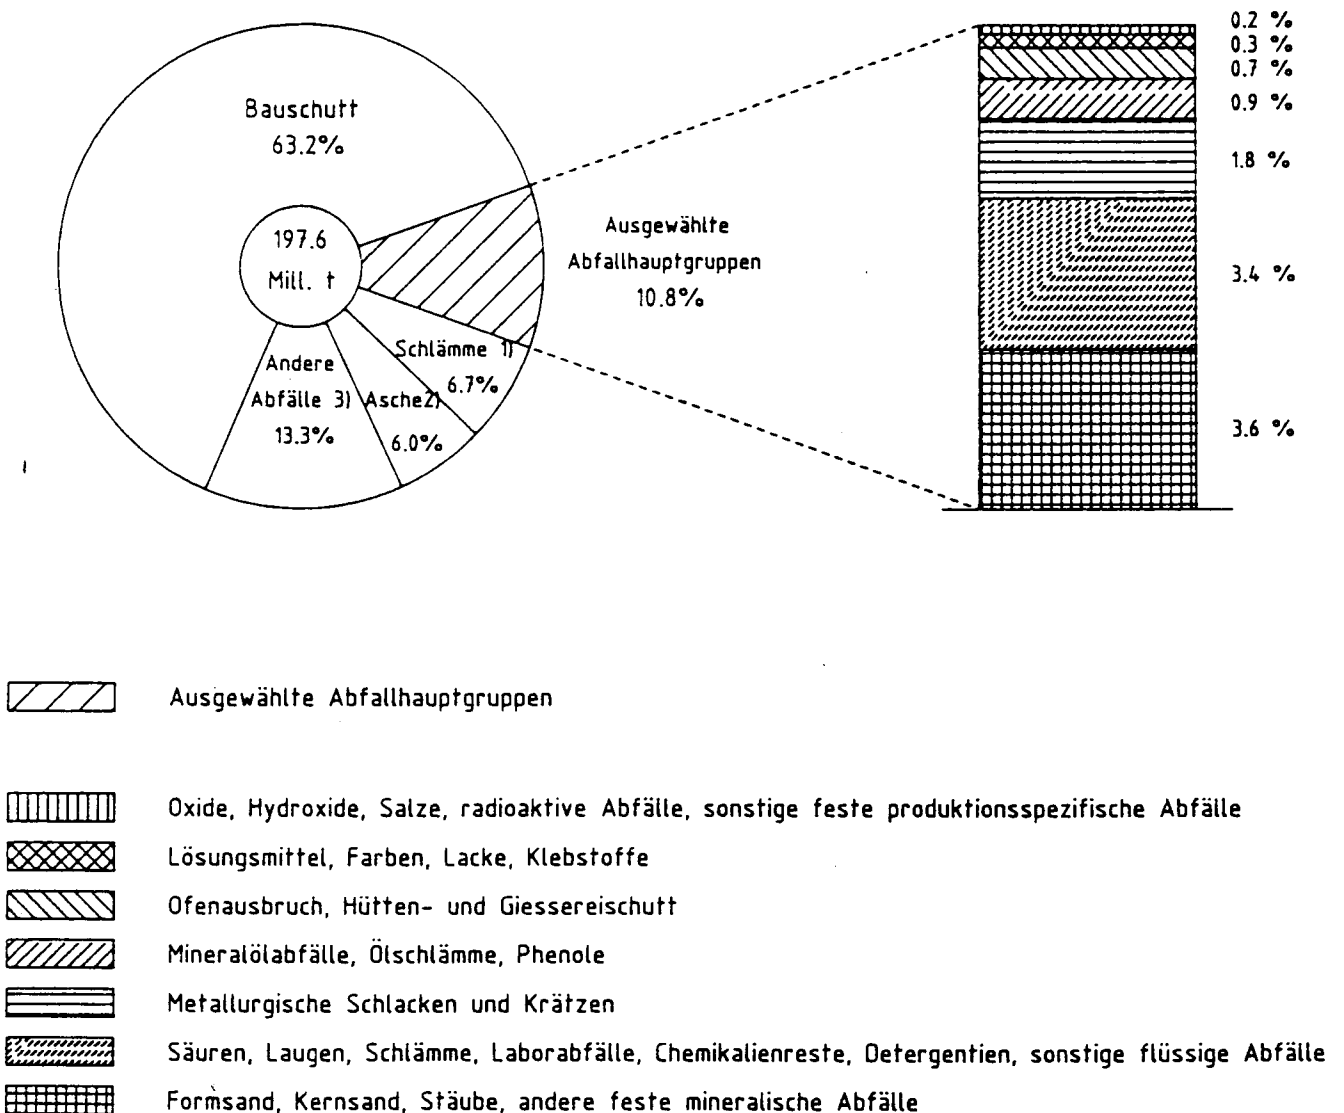 Bauschutt
63.2%
197.6
Mill. t
Ausgewählte
Abfallhauptgruppen
10.8%
Schlämme 1)
6.7%
Asche2)
6.0%
Andere
Abfälle 3)
13.3%
0.2 %
0.3 %
0.7 %
0.9 %
1.8 %
3.4 %
3.6 %
Ausgewählte Abfallhauptgruppen
Oxide, Hydroxide, Salze, radioaktive Abfälle, sonstige feste produktionsspezifische Abfälle
Lösungsmittel, Farben, Lacke, Klebstoffe
Ofenausbruch, Hütten- und Giessereischutt
Mineralölabfälle, Ölschlämme, Phenole
Metallurgische Schlacken und Krätzen
Säuren, Laugen, Schlämme, Laborabfälle, Chemikalienreste, Detergentien, sonstige flüssige Abfälle
Formsand, Kernsand, Stäube, andere feste mineralische Abfälle